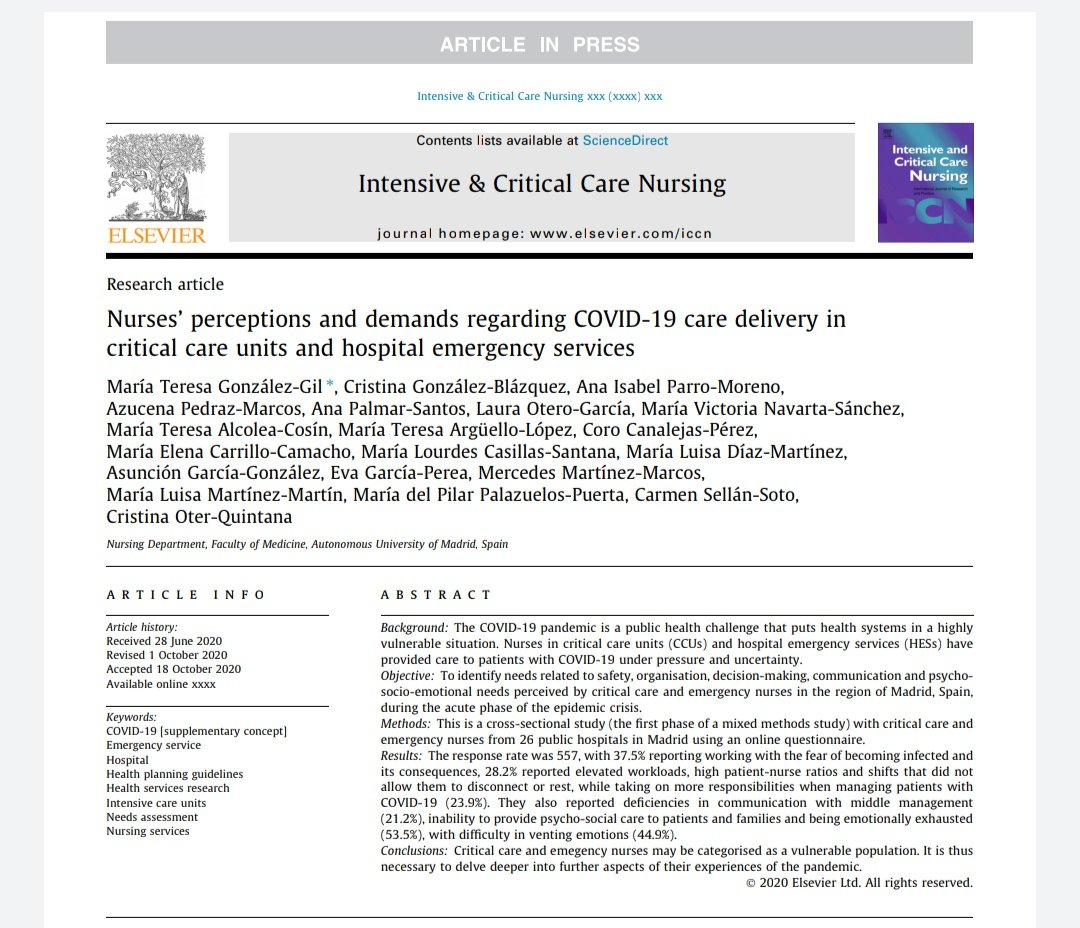 ARTICLE IN PRESS
Intensive & Critical Care Nursing xxx (xxxx) xxx
Contents lists available at ScienceDirect
Intensive & Critical Care Nursing
journal homepage: www.elsevier.com/iccn
ELSEVIER
Intensive and
Critical Care
Nursing
ICCN
Research article
Nurses’ perceptions and demands regarding COVID-19 care delivery in
critical care units and hospital emergency services
María Teresa González-Gil *, Cristina González-Blázquez, Ana Isabel Parro-Moreno,
Azucena Pedraz-Marcos, Ana Palmar-Santos, Laura Otero-García, María Victoria Navarta-Sánchez,
María Teresa Alcolea-Cosín, María Teresa Argüello-López, Coro Canalejas-Pérez,
María Elena Carrillo-Camacho, María Lourdes Casillas-Santana, María Luisa Díaz-Martínez,
Asunción García-González, Eva García-Perea, Mercedes Martínez-Marcos,
María Luisa Martínez-Martín, María del Pilar Palazuelos-Puerta, Carmen Sellán-Soto,
Cristina Oter-Quintana
Nursing Department, Faculty of Medicine, Autonomous University of Madrid, Spain
ARTICLE INFO
Article history:
Received 28 June 2020
Revised 1 October 2020
Accepted 18 October 2020
Available online xxxx
Keywords:
COVID-19 [supplementary concept]
Emergency service
Hospital
Health planning guidelines
Health services research
Intensive care units
Needs assessment
Nursing services
ABSTRACT
Background: The COVID-19 pandemic is a public health challenge that puts health systems in a highly
vulnerable situation. Nurses in critical care units (CCUs) and hospital emergency services (HESs) have
provided care to patients with COVID-19 under pressure and uncertainty.
Objective: To identify needs related to safety, organisation, decision-making, communication and psycho-
socio-emotional needs perceived by critical care and emergency nurses in the region of Madrid, Spain,
during the acute phase of the epidemic crisis.
Methods: This is a cross-sectional study (the first phase of a mixed methods study) with critical care and
emergency nurses from 26 public hospitals in Madrid using an online questionnaire.
Results: The response rate was 557, with 37.5% reporting working with the fear of becoming infected and
its consequences, 28.2% reported elevated workloads, high patient-nurse ratios and shifts that did not
allow them to disconnect or rest, while taking on more responsibilities when managing patients with
COVID-19 (23.9%). They also reported deficiencies in communication with middle management
(21.2%), inability to provide psycho-social care to patients and families and being emotionally exhausted
(53.5%), with difficulty in venting emotions (44.9%).
Conclusions: Critical care and emegency nurses may be categorised as a vulnerable population. It is thus
necessary to delve deeper into further aspects of their experiences of the pandemic.
© 2020 Elsevier Ltd. All rights reserved.